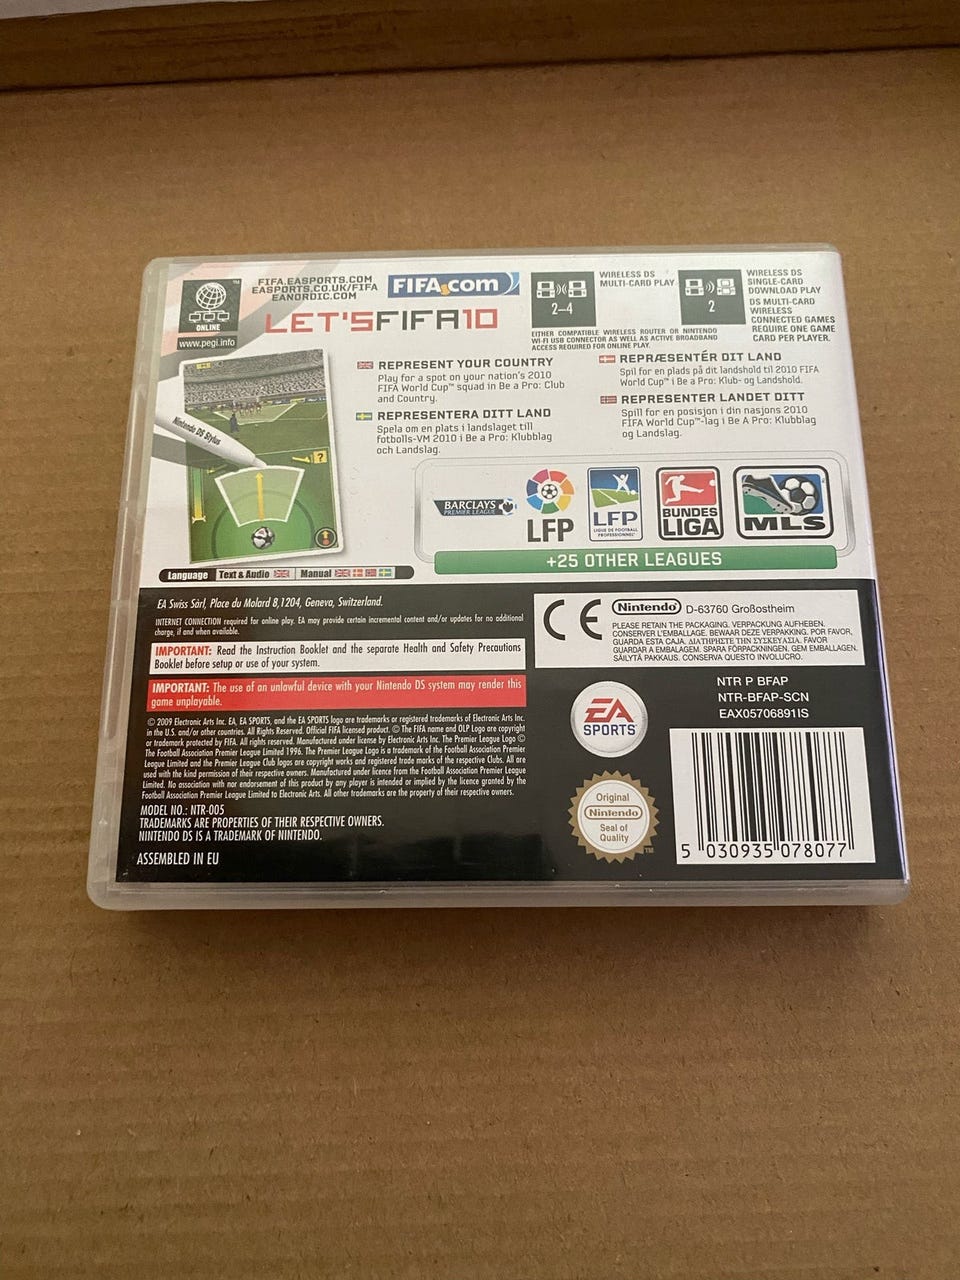 FIFA.EASPORTS.COM
EASPORTS.CO.UK/FIFA
EANORDIC.COM
FIFA.com
LET'SFIFA10
TM
ONLINE
www.pegi.info
2–4
WIRELESS DS
MULTI-CARD PLAY
2
WIRELESS DS
SINGLE-CARD
DOWNLOAD PLAY
DS MULTI-CARD
WIRELESS
CONNECTED GAMES
REQUIRE ONE GAME
CARD PER PLAYER.
EITHER COMPATIBLE WIRELESS ROUTER OR NINTENDO
WI-FI USB CONNECTOR AS WELL AS ACTIVE BROADBAND
ACCESS REQUIRED FOR ONLINE PLAY.
Nintendo DS Stylus
?
REPRESENT YOUR COUNTRY
Play for a spot on your nation's 2010
FIFA World Cup™ squad in Be a Pro: Club
and Country.
REPRESENTERA DITT LAND
Spela om en plats i landslaget till
fotbolls-VM 2010 i Be a Pro: Klubblag
och Landslag.
REPRÆSENTÉR DIT LAND
Spil for en plads på dit landshold til 2010 FIFA
World Cup™ i Be a Pro: Klub- og Landshold.
REPRESENTER LANDET DITT
Spill for en posisjon i din nasjons 2010
FIFA World Cup™-lag i Be A Pro: Klubblag
og Landslag.
BARCLAYS
PREMIER LEAGUE
LFP
LFP
LIGUE DE FOOTBALL
PROFESSIONNEL
BUNDES
LIGA
MLS
+25 OTHER LEAGUES
Language Text & Audio Manual
EA Swiss Sàrl, Place du Molard 8,1204, Geneva, Switzerland.
INTERNET CONNECTION required for online play. EA may provide certain incremental content and/or updates for no additional
charge, if and when available.
IMPORTANT: Read the Instruction Booklet and the separate Health and Safety Precautions
Booklet before setup or use of your system.
IMPORTANT: The use of an unlawful device with your Nintendo DS system may render this
game unplayable.
© 2009 Electronic Arts Inc. EA, EA SPORTS, and the EA SPORTS logo are trademarks or registered trademarks of Electronic Arts Inc.
in the U.S. and/or other countries. All Rights Reserved. Official FIFA licensed product. © The FIFA name and OLP Logo are copyright
or trademark protected by FIFA. All rights reserved. Manufactured under license by Electronic Arts Inc. The Premier League Logo ©
The Football Association Premier League Limited 1996. The Premier League Logo is a trademark of the Football Association Premier
League Limited and the Premier League Club logos are copyright works and registered trade marks of the respective Clubs. All are
used with the kind permission of their respective owners. Manufactured under licence from the Football Association Premier League
Limited. No association with nor endorsement of this product by any player is intended or implied by the licence granted by the
Football Association Premier League Limited to Electronic Arts. All other trademarks are the property of their respective owners.
MODEL NO.: NTR-005
TRADEMARKS ARE PROPERTIES OF THEIR RESPECTIVE OWNERS.
NINTENDO DS IS A TRADEMARK OF NINTENDO.
ASSEMBLED IN EU
CE
Nintendo D-63760 Großostheim
PLEASE RETAIN THE PACKAGING. VERPACKUNG AUFHEBEN.
CONSERVER L'EMBALLAGE. BEWAAR DEZE VERPAKKING. POR FAVOR,
GUARDA ESTA CAJA. ΔΙΑΤΗΡΗΣΤΕ ΤΗΝ ΣΥΣΚΕΥΑΣΙΑ. FAVOR
GUARDAR A EMBALAGEM. SPARA FÖRPACKNINGEN. GEM EMBALLAGEN.
SÄILYTÄ PAKKAUS. CONSERVA QUESTO INVOLUCRO.
NTR P BFAP
NTR-BFAP-SCN
EAX05706891IS
EA
SPORTS™
Original
Nintendo
Seal of
Quality
TM
5 030935 078077